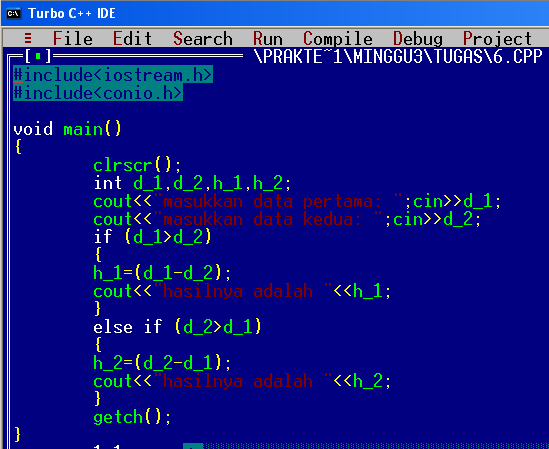 Turbo C++ IDE
≡ File Edit Search Run Compile Debug Project
[■] \PRAKTE~1\MINGGU3\TUGAS\6.CPP
#include<iostream.h>
#include<conio.h>
void main()
{
clrscr();
int d_1,d_2,h_1,h_2;
cout<<"masukkan data pertama: ";cin>>d_1;
cout<<"masukkan data kedua: ";cin>>d_2;
if (d_1>d_2)
{
h_1=(d_1-d_2);
cout<<"hasilnya adalah "<<h_1;
}
else if (d_2>d_1)
{
h_2=(d_2-d_1);
cout<<"hasilnya adalah "<<h_2;
}
getch();
}